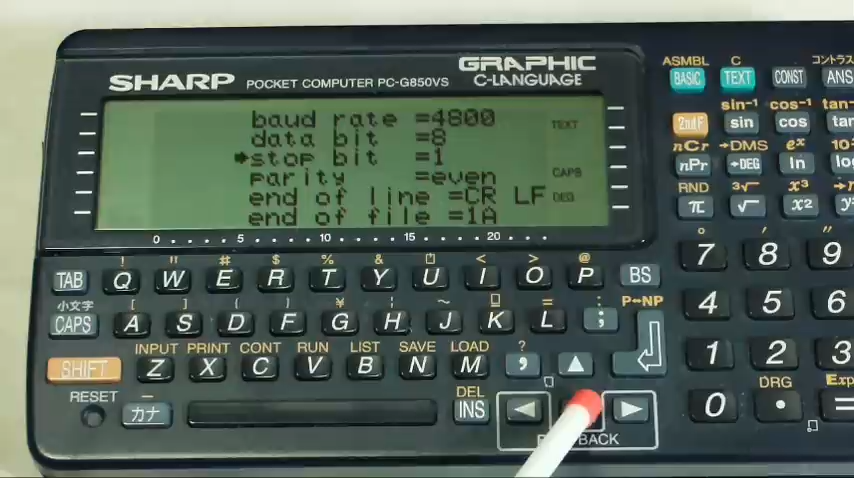 SHARP POCKET COMPUTER PC-G850VS GRAPHIC C-LANGUAGE
baud rate =4800
data bit =8
stop bit =1
parity =even
end of line =CR LF
end of file =1A
TEXT
CAPS
DEG
0 5 10 15 20
ASMBL C
BASIC TEXT CONST ANS
sin⁻¹ cos⁻¹ tan⁻
2ndF sin cos
nCr →DMS eˣ 10
nPr ↔DEG ln
RND ³√ x³
π √ x²
7 8 9
4 5 6
1 2 3
DRG Exp
0 • =
! " # $ % & < > @
TAB Q W E R T Y U I O P BS
小文字 [ ] { } ¥ ¦ ~ = : P↔NP
CAPS A S D F G H J K L ;
INPUT PRINT CONT RUN LIST SAVE LOAD ?
SHIFT Z X C V B N M , ▲
RESET DEL
カナ INS ◀ ▶